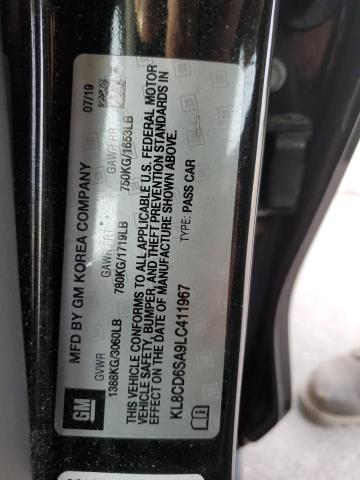 MFD BY GM KOREA COMPANY 07/19
GVWR GAWR FRT GAWR RR
1388KG/3060LB 780KG/1719LB 750KG/1653LB
THIS VEHICLE CONFORMS TO ALL APPLICABLE U.S. FEDERAL MOTOR
VEHICLE SAFETY, BUMPER, AND THEFT PREVENTION STANDARDS IN
EFFECT ON THE DATE OF MANUFACTURE SHOWN ABOVE.
KL8CD6SA9LC411967 TYPE: PASS CAR
GM